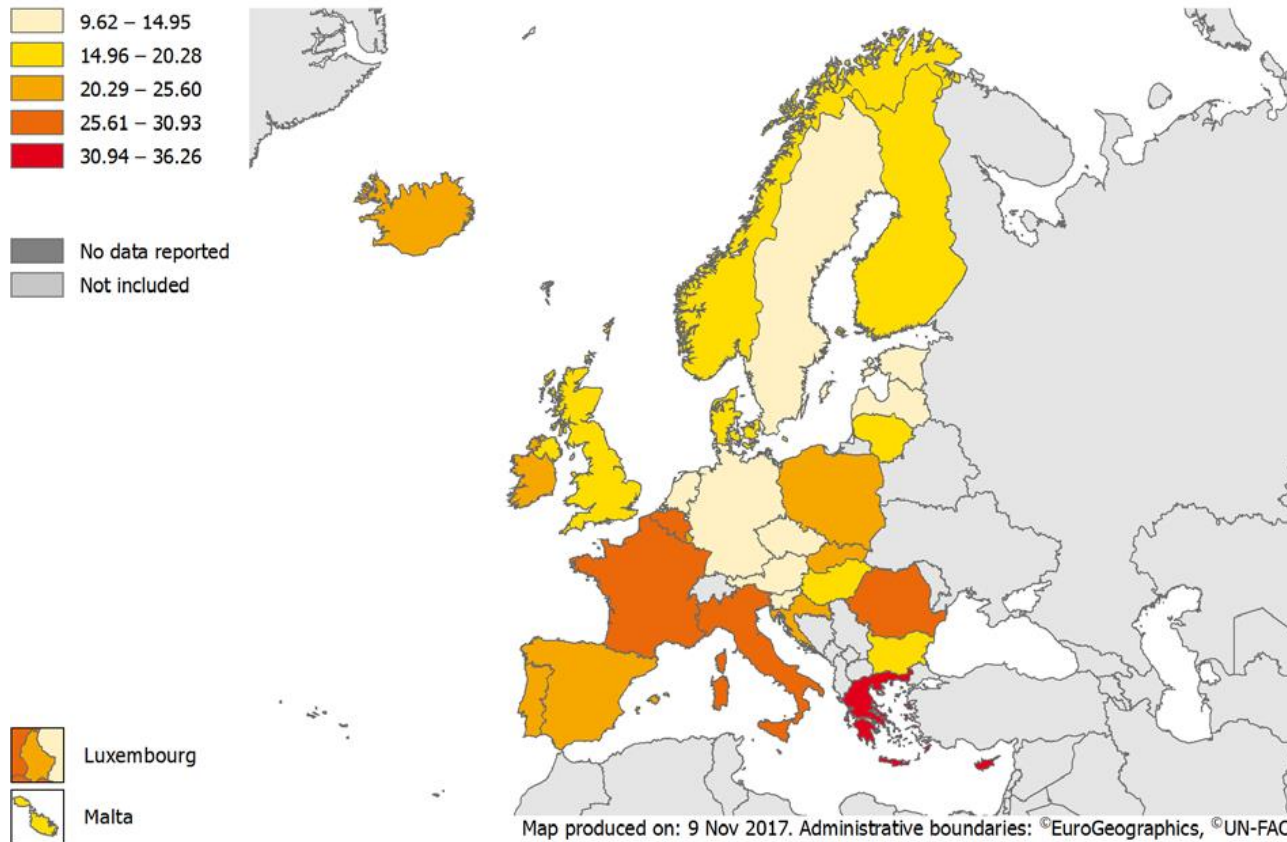 9.62 – 14.95
14.96 – 20.28
20.29 – 25.60
25.61 – 30.93
30.94 – 36.26
No data reported
Not included
Luxembourg
Malta
Map produced on: 9 Nov 2017. Administrative boundaries: ©EuroGeographics, ©UN-FAO